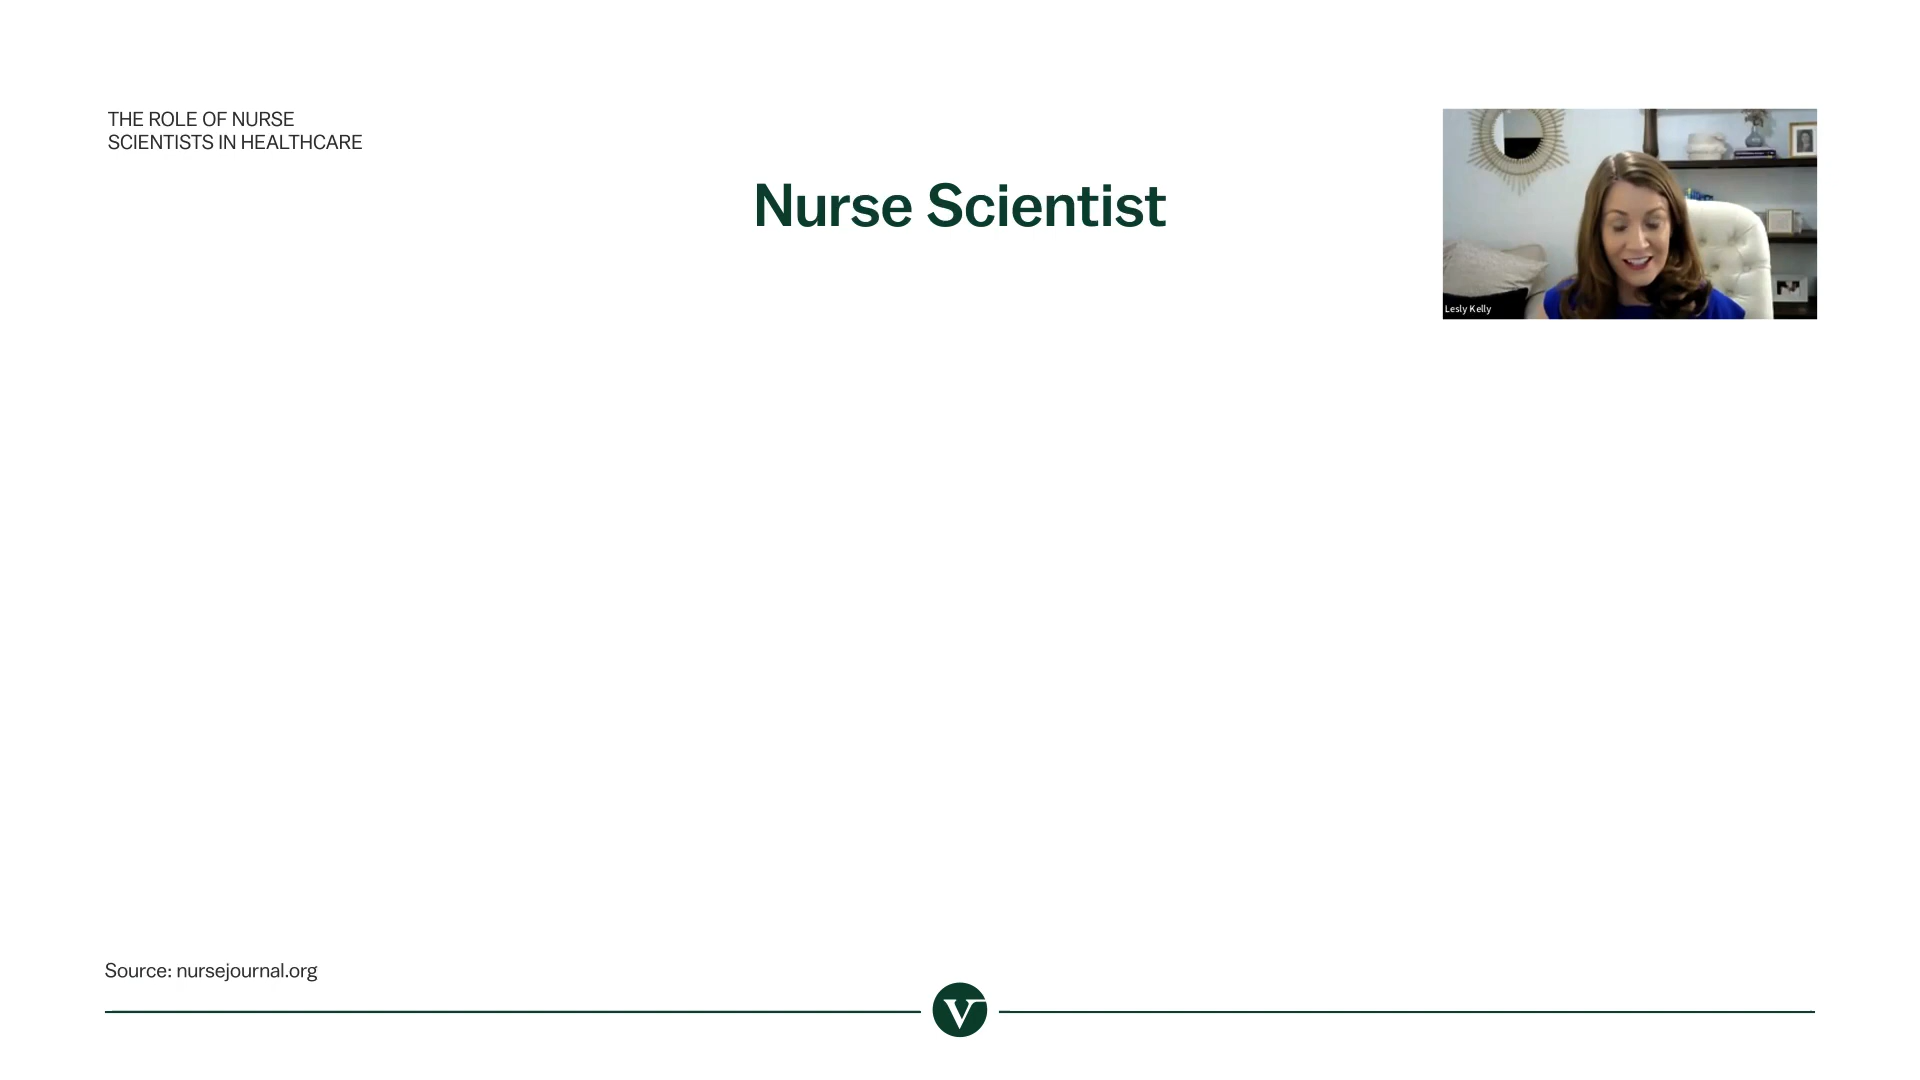 THE ROLE OF NURSE
SCIENTISTS IN HEALTHCARE
Nurse Scientist
Lesly Kelly
Source: nursejournal.org
V